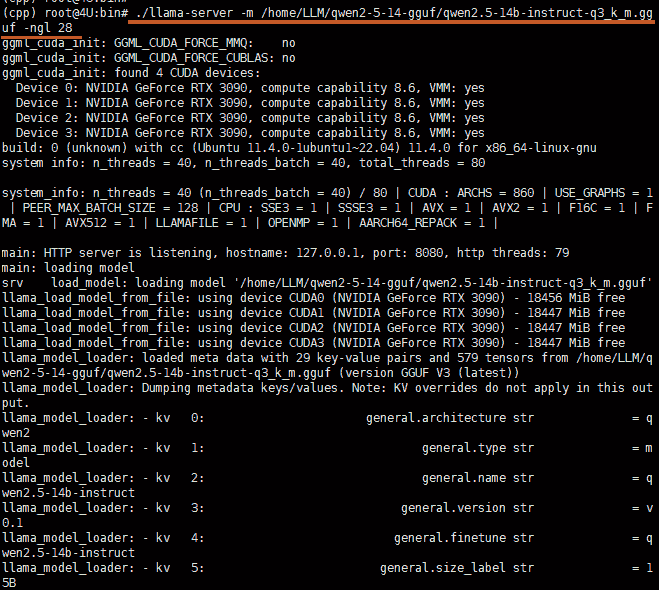 (cpp) root@4U:bin#
(cpp) root@4U:bin# ./llama-server -m /home/LLM/qwen2-5-14-gguf/qwen2.5-14b-instruct-q3_k_m.gg
uf -ngl 28
ggml_cuda_init: GGML_CUDA_FORCE_MMQ:    no
ggml_cuda_init: GGML_CUDA_FORCE_CUBLAS: no
ggml_cuda_init: found 4 CUDA devices:
  Device 0: NVIDIA GeForce RTX 3090, compute capability 8.6, VMM: yes
  Device 1: NVIDIA GeForce RTX 3090, compute capability 8.6, VMM: yes
  Device 2: NVIDIA GeForce RTX 3090, compute capability 8.6, VMM: yes
  Device 3: NVIDIA GeForce RTX 3090, compute capability 8.6, VMM: yes
build: 0 (unknown) with cc (Ubuntu 11.4.0-1ubuntu1~22.04) 11.4.0 for x86_64-linux-gnu
system info: n_threads = 40, n_threads_batch = 40, total_threads = 80

system_info: n_threads = 40 (n_threads_batch = 40) / 80 | CUDA : ARCHS = 860 | USE_GRAPHS = 1
 | PEER_MAX_BATCH_SIZE = 128 | CPU : SSE3 = 1 | SSSE3 = 1 | AVX = 1 | AVX2 = 1 | F16C = 1 | F
MA = 1 | AVX512 = 1 | LLAMAFILE = 1 | OPENMP = 1 | AARCH64_REPACK = 1 |

main: HTTP server is listening, hostname: 127.0.0.1, port: 8080, http threads: 79
main: loading model
srv    load_model: loading model '/home/LLM/qwen2-5-14-gguf/qwen2.5-14b-instruct-q3_k_m.gguf'
llama_load_model_from_file: using device CUDA0 (NVIDIA GeForce RTX 3090) - 18456 MiB free
llama_load_model_from_file: using device CUDA1 (NVIDIA GeForce RTX 3090) - 18447 MiB free
llama_load_model_from_file: using device CUDA2 (NVIDIA GeForce RTX 3090) - 18447 MiB free
llama_load_model_from_file: using device CUDA3 (NVIDIA GeForce RTX 3090) - 18447 MiB free
llama_model_loader: loaded meta data with 29 key-value pairs and 579 tensors from /home/LLM/q
wen2-5-14-gguf/qwen2.5-14b-instruct-q3_k_m.gguf (version GGUF V3 (latest))
llama_model_loader: Dumping metadata keys/values. Note: KV overrides do not apply in this out
put.
llama_model_loader: - kv   0:                       general.architecture str              = q
wen2
llama_model_loader: - kv   1:                               general.type str              = m
odel
llama_model_loader: - kv   2:                               general.name str              = q
wen2.5-14b-instruct
llama_model_loader: - kv   3:                            general.version str              = v
0.1
llama_model_loader: - kv   4:                           general.finetune str              = q
wen2.5-14b-instruct
llama_model_loader: - kv   5:                         general.size_label str              = 1
5B